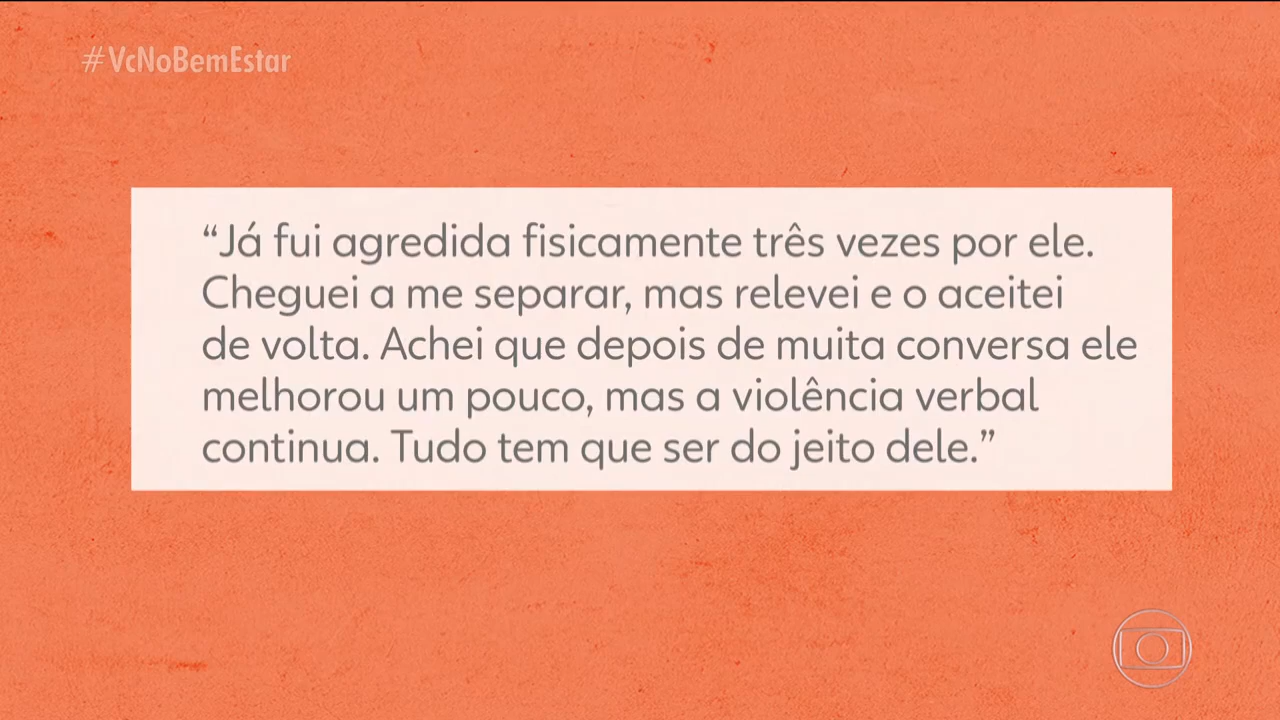 #VcNoBemEstar
“Já fui agredida fisicamente três vezes por ele.
Cheguei a me separar, mas relevei e o aceitei
de volta. Achei que depois de muita conversa ele
melhorou um pouco, mas a violência verbal
continua. Tudo tem que ser do jeito dele.”